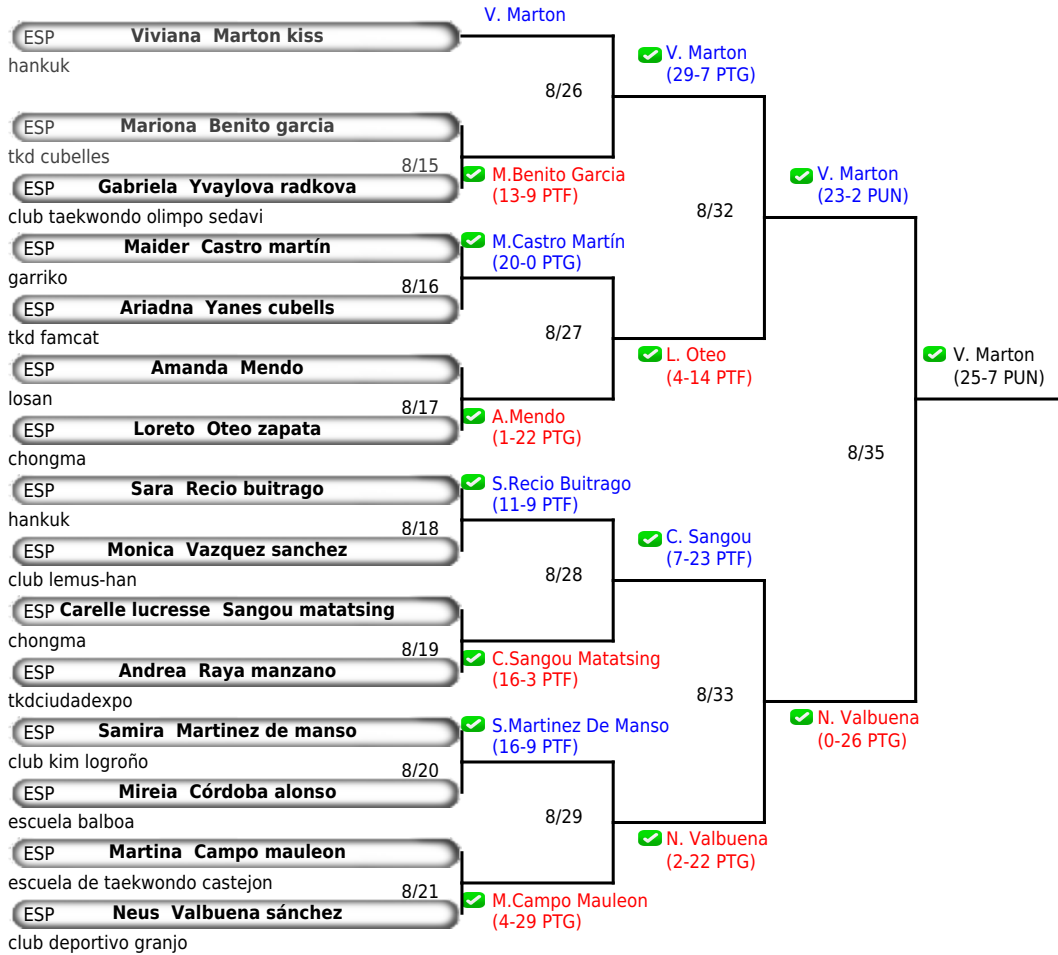 V. Marton
ESP Viviana Marton kiss
hankuk
V. Marton
(29-7 PTG)
8/26
ESP Mariona Benito garcia
tkd cubelles
8/15
M.Benito Garcia
(13-9 PTF)
V. Marton
(23-2 PUN)
ESP Gabriela Yvaylova radkova
club taekwondo olimpo sedavi
8/32
ESP Maider Castro martín
M.Castro Martín
(20-0 PTG)
garriko
8/16
ESP Ariadna Yanes cubells
tkd famcat
8/27
ESP Amanda Mendo
L. Oteo
(4-14 PTF)
V. Marton
(25-7 PUN)
losan
8/17
A.Mendo
(1-22 PTG)
ESP Loreto Oteo zapata
chongma
8/35
ESP Sara Recio buitrago
S.Recio Buitrago
(11-9 PTF)
hankuk
8/18
C. Sangou
(7-23 PTF)
ESP Monica Vazquez sanchez
club lemus-han
8/28
ESP Carelle lucresse Sangou matatsing
chongma
8/19
C.Sangou Matatsing
(16-3 PTF)
ESP Andrea Raya manzano
tkdciudadexpo
8/33
N. Valbuena
(0-26 PTG)
ESP Samira Martinez de manso
S.Martinez De Manso
(16-9 PTF)
club kim logroño
8/20
ESP Mireia Córdoba alonso
escuela balboa
8/29
N. Valbuena
(2-22 PTG)
ESP Martina Campo mauleon
escuela de taekwondo castejon
8/21
M.Campo Mauleon
(4-29 PTG)
ESP Neus Valbuena sánchez
club deportivo granjo